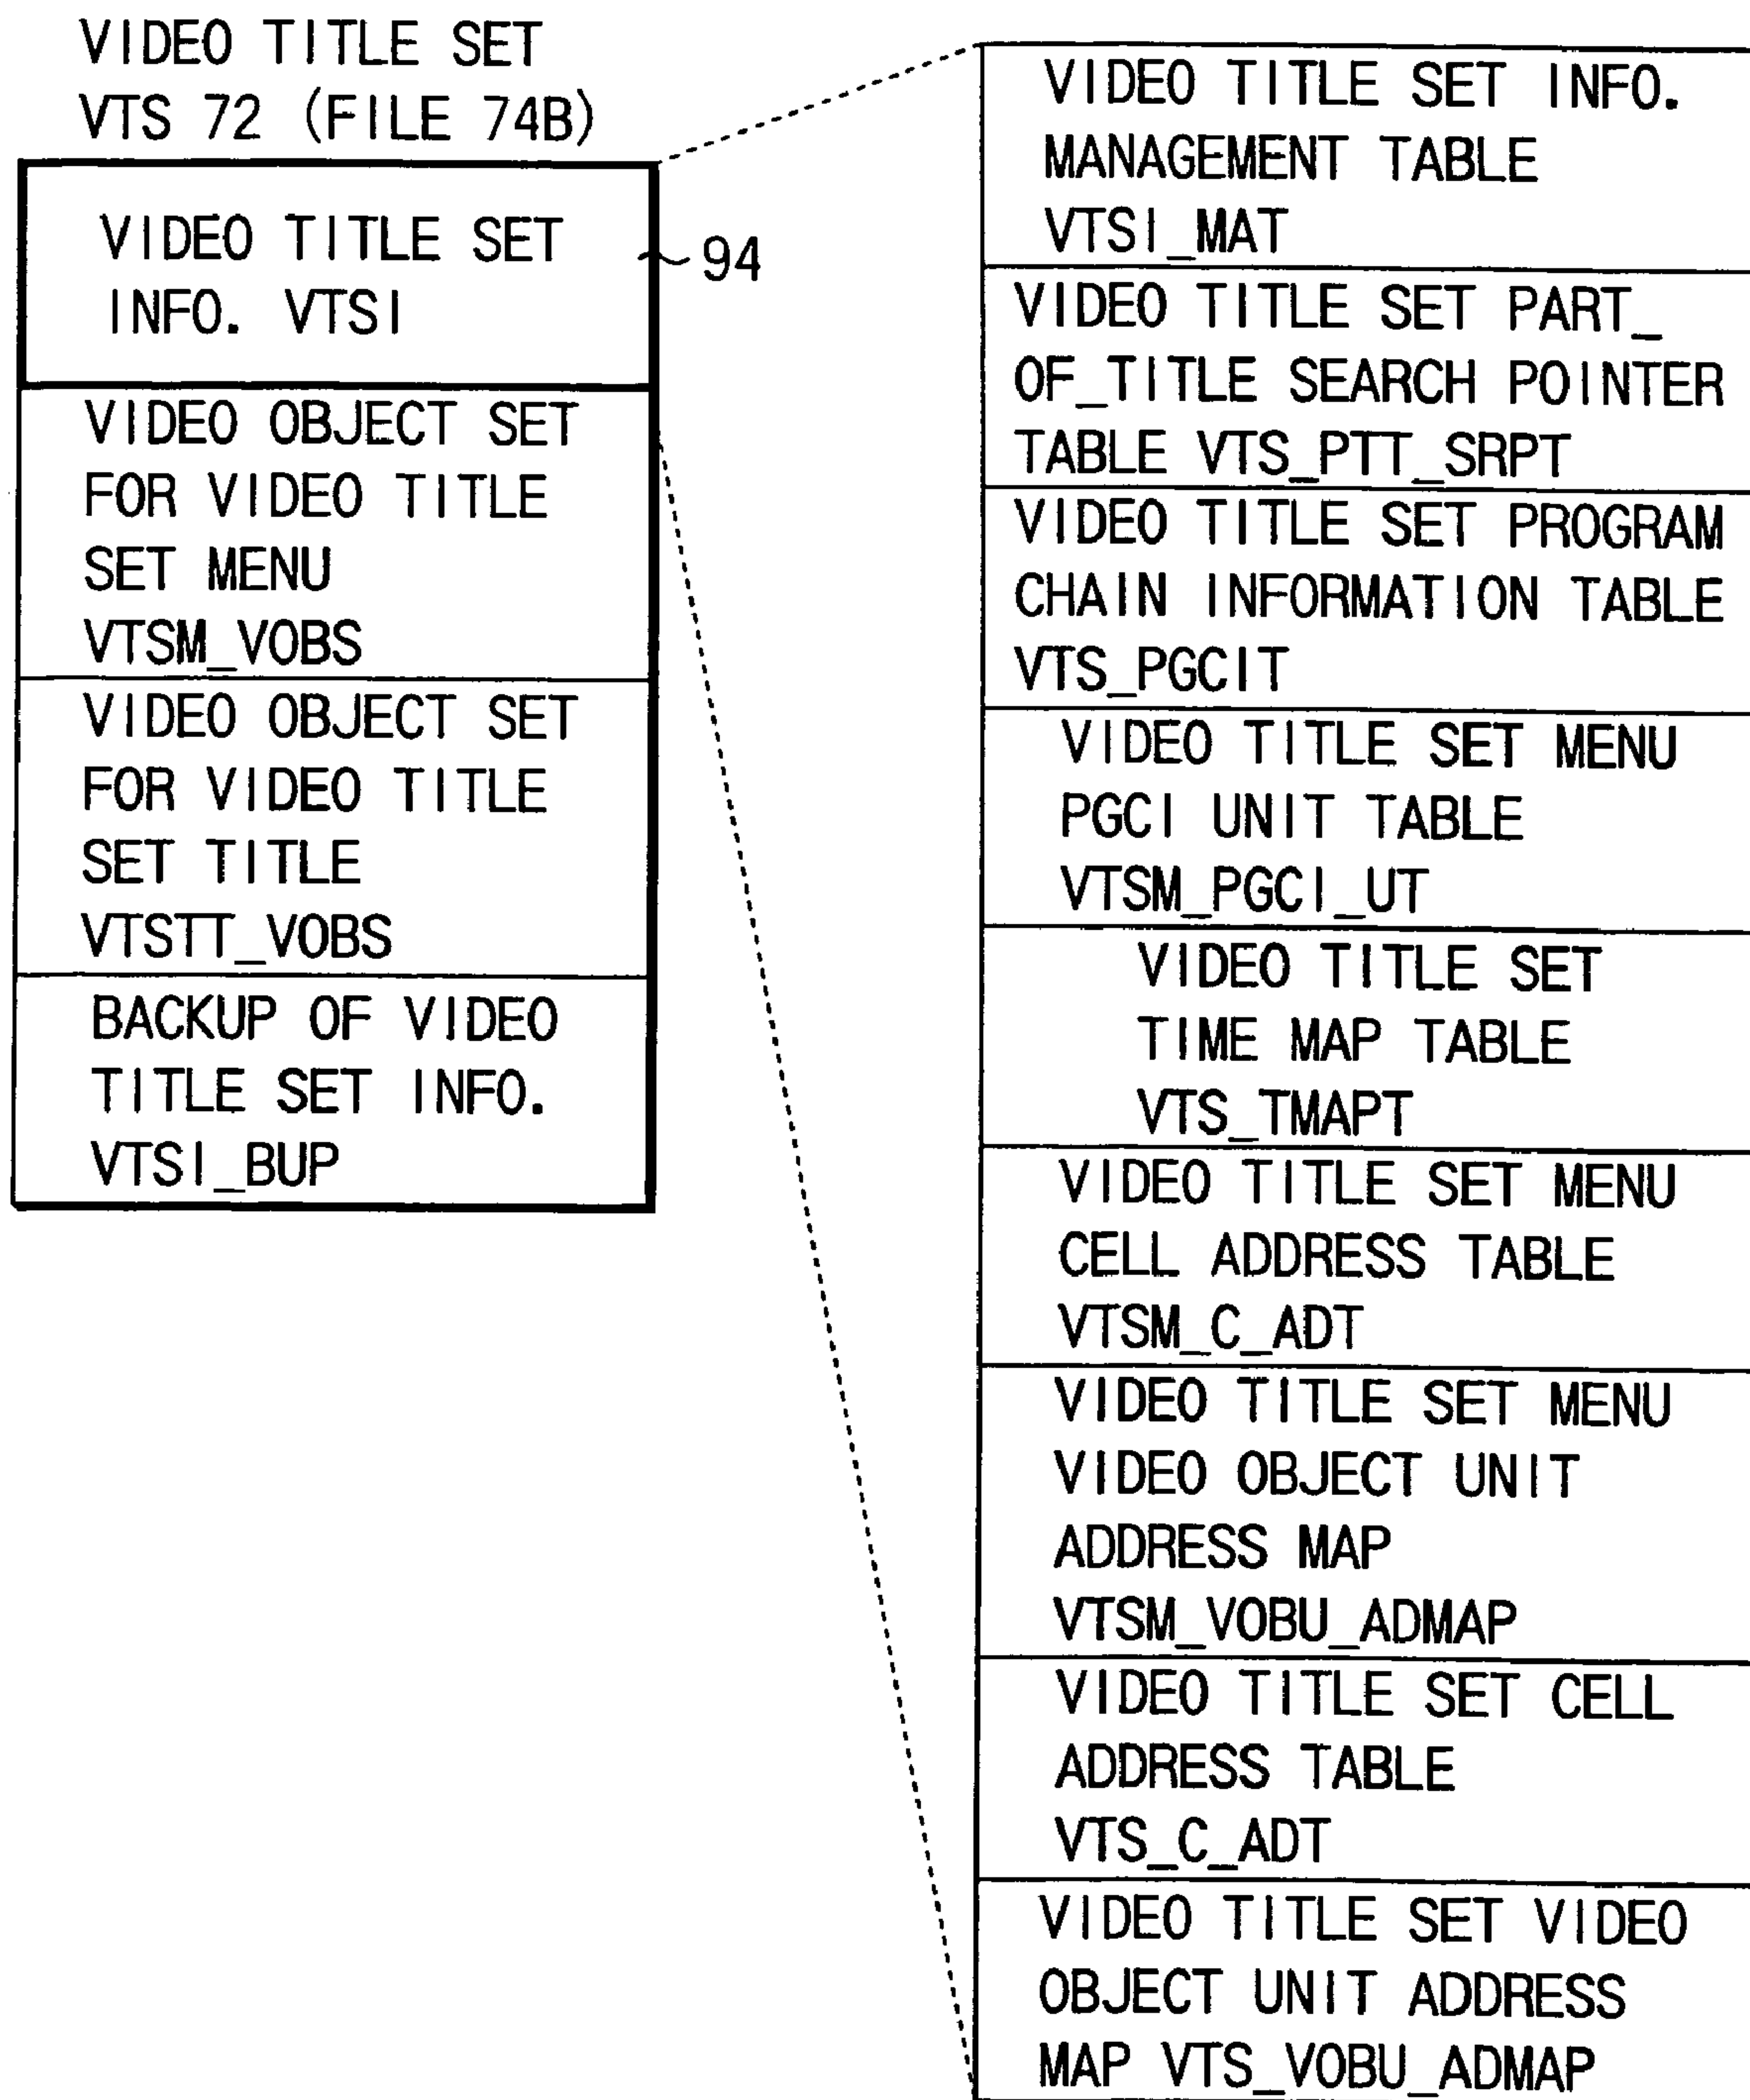 VIDEO TITLE SET
VTS 72 (FILE 74B)
VIDEO TITLE SET
INFO. VTSI
94
VIDEO OBJECT SET
FOR VIDEO TITLE
SET MENU
VTSM_VOBS
VIDEO OBJECT SET
FOR VIDEO TITLE
SET TITLE
VTSTT_VOBS
BACKUP OF VIDEO
TITLE SET INFO.
VTSI_BUP
VIDEO TITLE SET INFO.
MANAGEMENT TABLE
VTSI_MAT
VIDEO TITLE SET PART_
OF_TITLE SEARCH POINTER
TABLE VTS_PTT_SRPT
VIDEO TITLE SET PROGRAM
CHAIN INFORMATION TABLE
VTS_PGCIT
VIDEO TITLE SET MENU
PGCI UNIT TABLE
VTSM_PGCI_UT
VIDEO TITLE SET
TIME MAP TABLE
VTS_TMAPT
VIDEO TITLE SET MENU
CELL ADDRESS TABLE
VTSM_C_ADT
VIDEO TITLE SET MENU
VIDEO OBJECT UNIT
ADDRESS MAP
VTSM_VOBU_ADMAP
VIDEO TITLE SET CELL
ADDRESS TABLE
VTS_C_ADT
VIDEO TITLE SET VIDEO
OBJECT UNIT ADDRESS
MAP VTS_VOBU_ADMAP